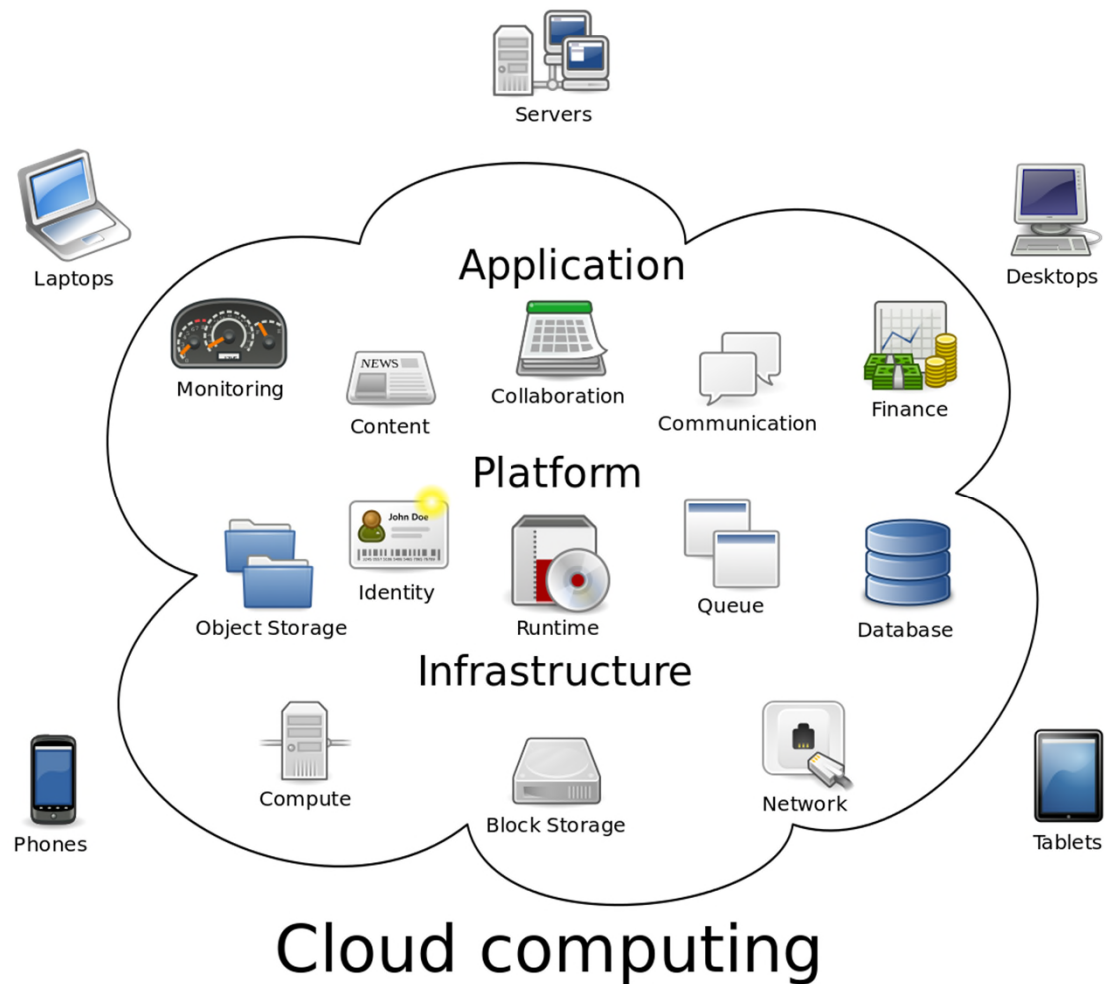 Servers
Laptops
Desktops
Application
Monitoring
NEWS
Content
Collaboration
Communication
Finance
Platform
John Doe
Object Storage
Identity
Runtime
Queue
Database
Infrastructure
Compute
Block Storage
Network
Phones
Tablets
Cloud computing